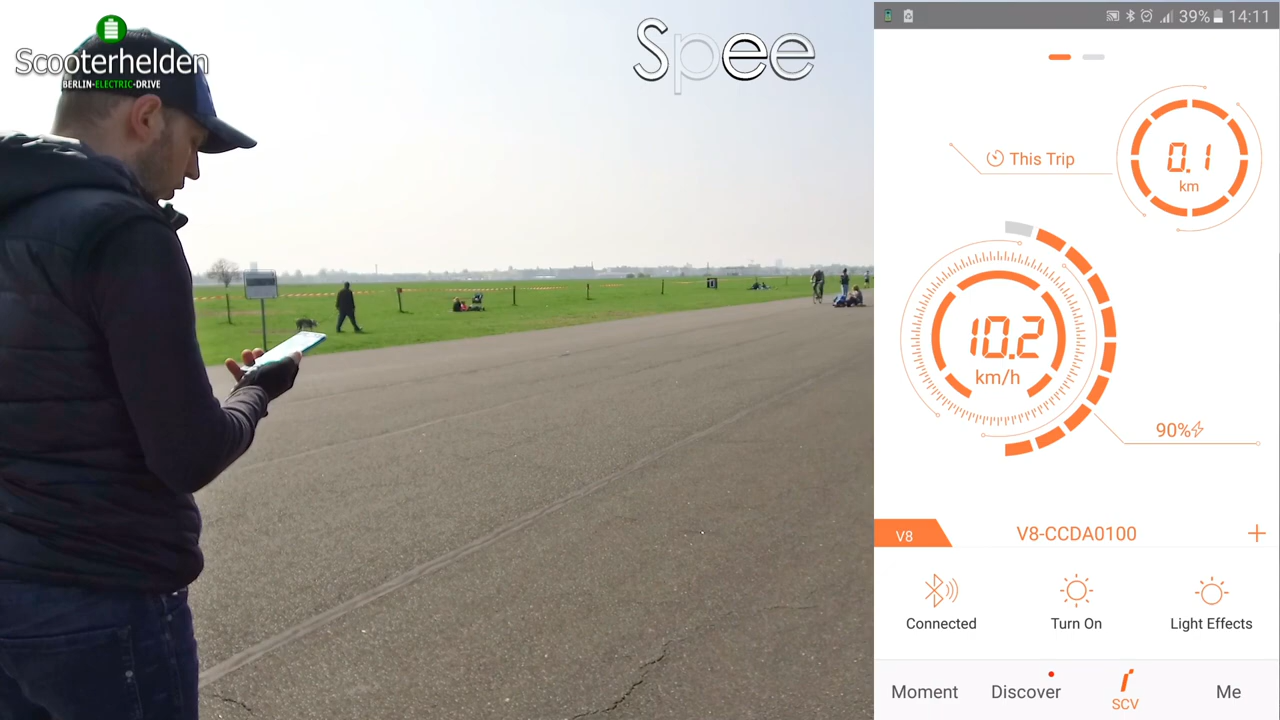 Scooterhelden
BERLIN-ELECTRIC-DRIVE
Spee
39% 14:11
This Trip
0.1
km
10.2
km/h
90%
V8
V8-CCDA0100
+
Connected
Turn On
Light Effects
Moment
Discover
SCV
Me